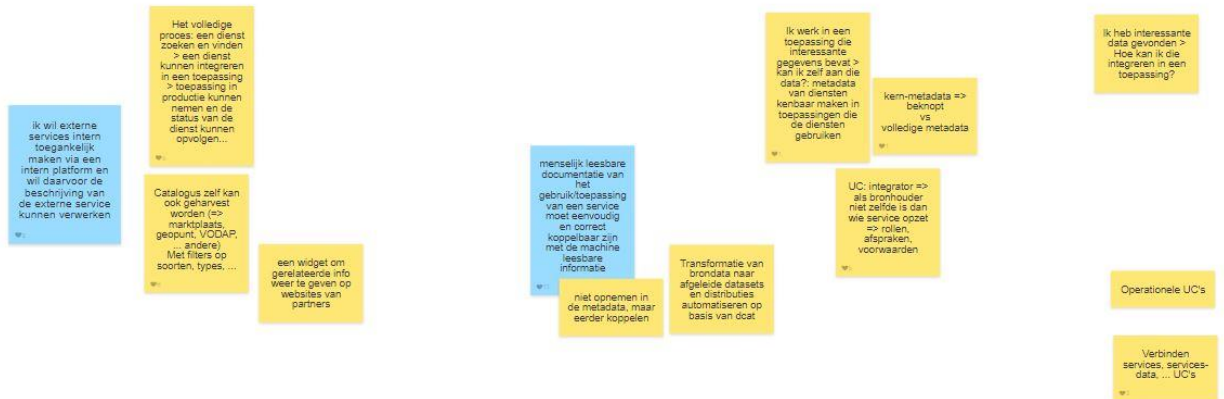 Het volledige
proces: een dienst
zoeken en vinden
> een dienst
kunnen integreren
in een toepassing
> toepassing in
productie kunnen
nemen en de
status van de
dienst kunnen
opvolgen...
ik wil externe
services intern
toegankelijk
maken via een
intern platform en
wil daarvoor de
beschrijving van
de externe service
kunnen verwerken
Catalogus zelf kan
ook geharvest
worden (=>
marktplaats,
geopunt, VODAP,
... andere)
Met filters op
soorten, types, ...
een widget om
gerelateerde info
weer te geven op
websites van
partners
menselijk leesbare
documentatie van
het
gebruik/toepassing
van een service
moet eenvoudig
en correct
koppelbaar zijn
met de machine
leesbare
informatie
niet opnemen in
de metadata, maar
eerder koppelen
Transformatie van
brondata naar
afgeleide datasets
en distributies
automatiseren op
basis van dcat
Ik werk in een
toepassing die
interessante
gegevens bevat >
kan ik zelf aan die
data?: metadata
van diensten
kenbaar maken in
toepassingen die
de diensten
gebruiken
kern-metadata =>
beknopt
vs
volledige metadata
UC: integrator =>
als bronhouder
niet zelfde is dan
wie service opzet
=> rollen,
afspraken,
voorwaarden
Ik heb interessante
data gevonden >
Hoe kan ik die
integreren in een
toepassing?
Operationele UC's
Verbinden
services, services-
data, ... UC's